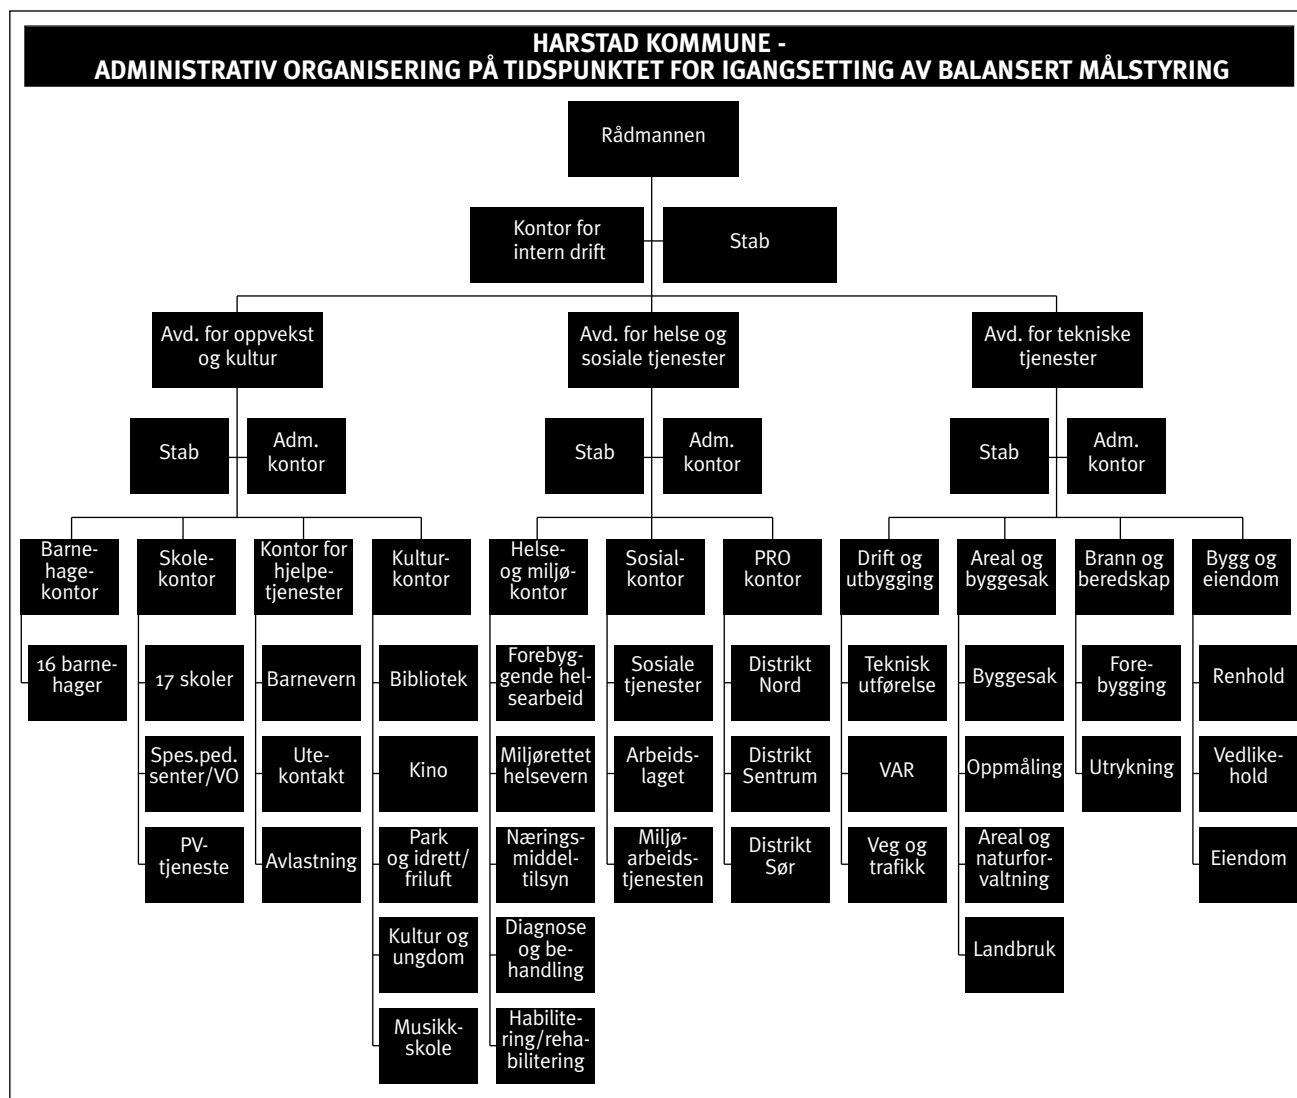 HARSTAD KOMMUNE -
ADMINISTRATIV ORGANISERING PÅ TIDSPUNKTET FOR IGANGSETTING AV BALANSERT MÅLSTYRING
Rådmannen
Kontor for
intern drift
Stab
Avd. for oppvekst
og kultur
Avd. for helse og
sosiale tjenester
Avd. for tekniske
tjenester
Stab
Adm.
kontor
Stab
Adm.
kontor
Stab
Adm.
kontor
Barne-
hage-
kontor
Skole-
kontor
Kontor for
hjelpe-
tjenester
Kultur-
kontor
Helse-
og miljø-
kontor
Sosial-
kontor
PRO
kontor
Drift og
utbygging
Areal og
byggesak
Brann og
beredskap
Bygg og
eiendom
16 barne-
hager
17 skoler
Barnevern
Bibliotek
Forebyg-
gende hel-
searbeid
Sosiale
tjenester
Distrikt
Nord
Teknisk
utførelse
Byggesak
Fore-
bygging
Renhold
Spes.ped.
senter/VO
Ute-
kontakt
Kino
Miljørettet
helsevern
Arbeids-
laget
Distrikt
Sentrum
VAR
Oppmåling
Utrykning
Vedlike-
hold
PV-
tjeneste
Avlastning
Park
og idrett/
friluft
Nærings-
middel-
tilsyn
Miljø-
arbeids-
tjenesten
Distrikt
Sør
Veg og
trafikk
Areal og
naturfor-
valtning
Eiendom
Kultur og
ungdom
Diagnose
og be-
handling
Landbruk
Musikk-
skole
Habilite-
ring/reha-
bilitering